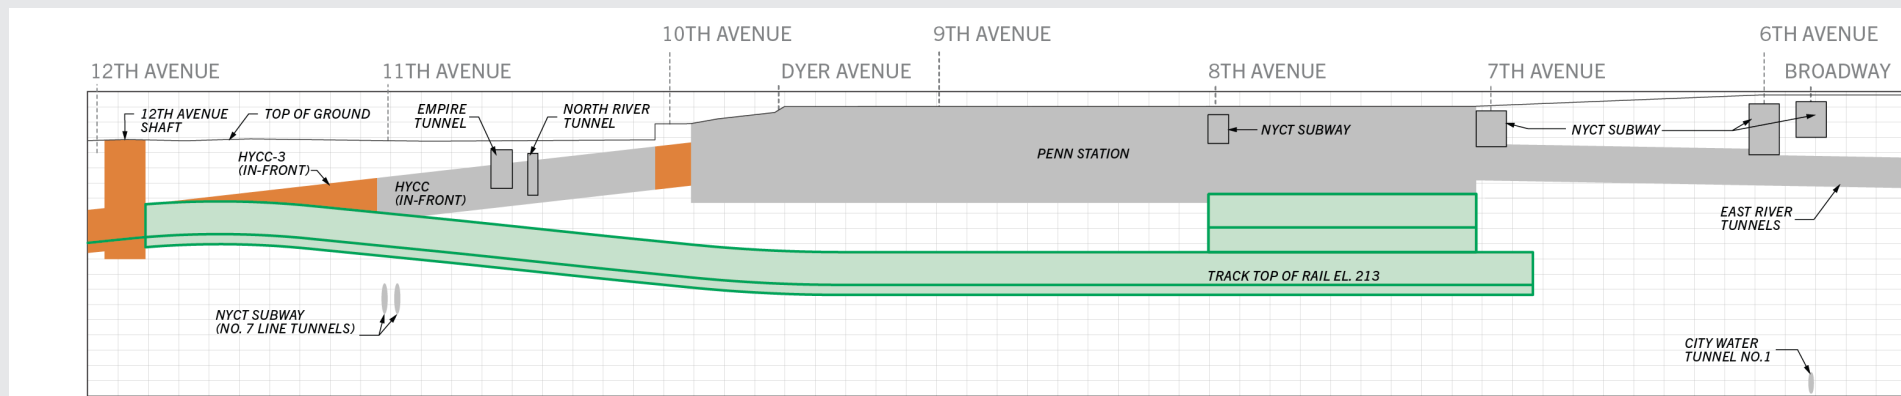 10TH AVENUE
9TH AVENUE
6TH AVENUE
12TH AVENUE
11TH AVENUE
DYER AVENUE
8TH AVENUE
7TH AVENUE
BROADWAY
12TH AVENUE
SHAFT
TOP OF GROUND
EMPIRE
TUNNEL
NORTH RIVER
TUNNEL
NYCT SUBWAY
NYCT SUBWAY
HYCC-3
(IN-FRONT)
HYCC
(IN-FRONT)
PENN STATION
EAST RIVER
TUNNELS
TRACK TOP OF RAIL EL. 213
NYCT SUBWAY
(NO. 7 LINE TUNNELS)
CITY WATER
TUNNEL NO.1